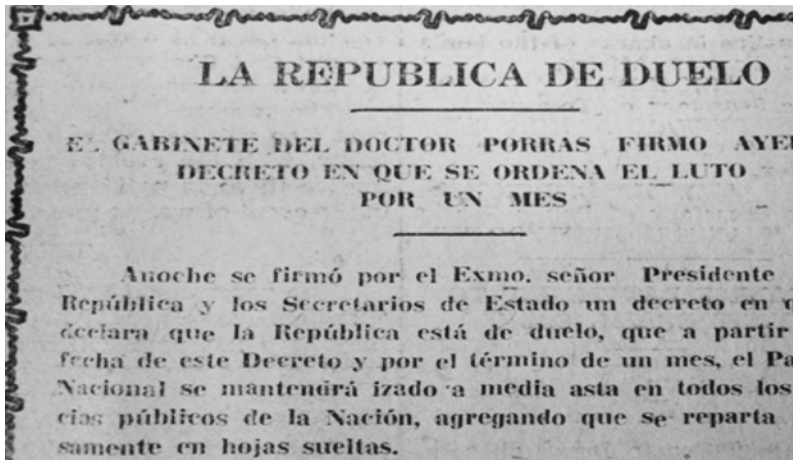 LA REPUBLICA DE DUELO
EL GABINETE DEL DOCTOR PORRAS FIRMO AYE
DECRETO EN QUE SE ORDENA EL LUTO
POR UN MES
Anoche se firmó por el Exmo. señor Presidente
República y los Secretarios de Estado un decreto en
declara que la República está de duelo, que a partir
fecha de este Decreto y por el término de un mes, el Pa
Nacional se mantendrá izado a media asta en todos los
cias públicos de la Nación, agregando que se reparta
samente en hojas sueltas.